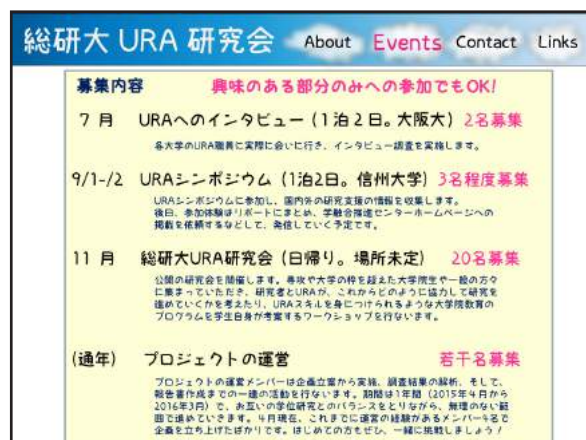 総研大 URA 研究会 About Events Contact Links
募集内容 興味のある部分のみへの参加でもOK!
7 月 URAへのインタビュー (1泊2日。大阪大) 2名募集
各大学のURA職員に実際に会いに行き、インタビュー調査を実施します。
9/1-/2 URAシンポジウム (1泊2日。信州大学) 3名程度募集
URAシンポジウムに参加し、国内外の研究支援の情報を収集します。
後日、参加体験はリポートにまとめ、学融合推進センターホームページへの
掲載を依頼するなどして、発信していく予定です。
11 月 総研大URA研究会 (日帰り。場所未定) 20名募集
公開の研究会を開催します。専攻や大学の枠を超えた大学院生や一般の方々
に集まっていただき、研究者とURAが、これからどのように協力して研究を
進めていくかを考えたり、URAスキルを身につけられるような大学院教育の
プログラムを学生自身が考案するワークショップを行ないます。
(通年) プロジェクトの運営 若干名募集
プロジェクトの運営メンバーは企画立案から実施、調査結果の解析、そして、
報告書作成までの一連の活動を行ないます。期間は1年間 (2015年4月から
2016年3月) で、お互いの学位研究とのバランスをとりながら、無理のない範
囲で進めていきます。4月現在、これまでに運営の経験があるメンバー4名で
企画を立ち上げたばかりです。はじめての方もぜひ、一緒に挑戦しましょう!